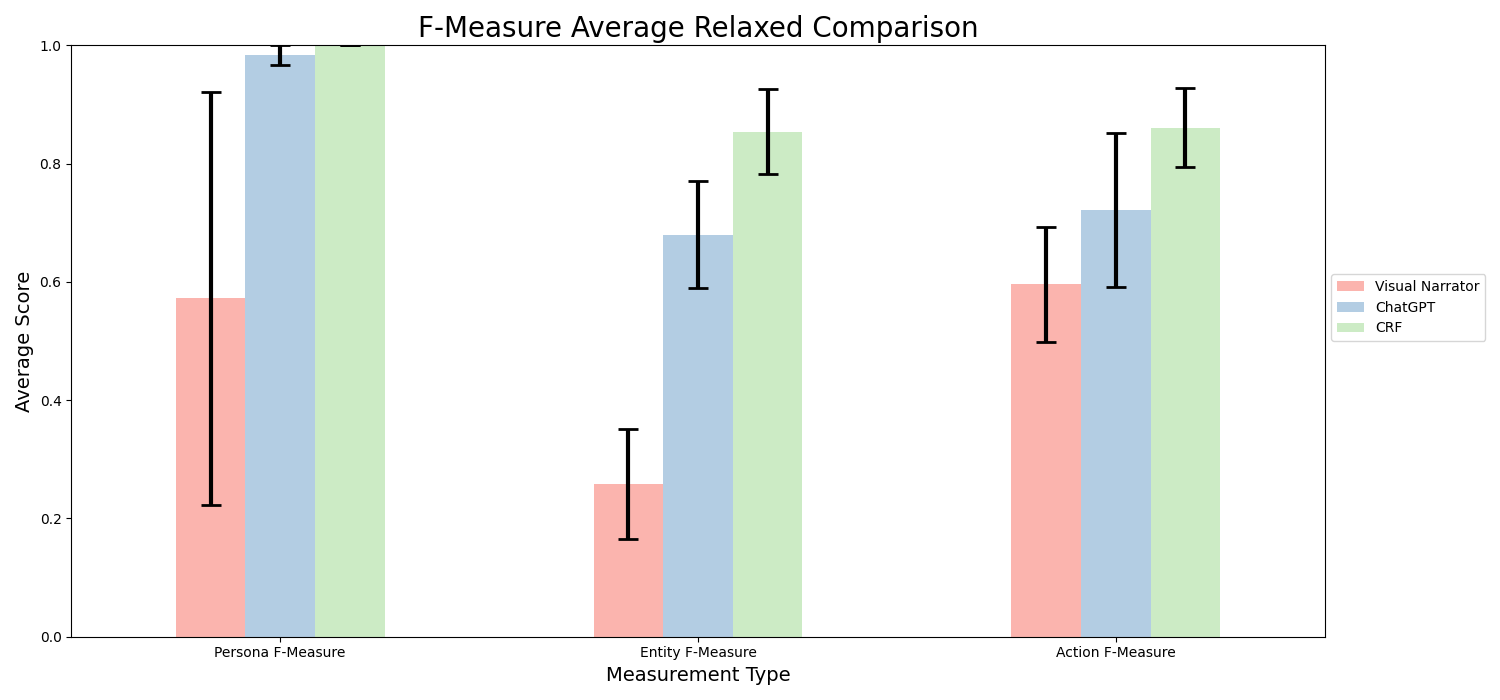 F-Measure Average Relaxed Comparison
Average Score
1.0
0.8
0.6
0.4
0.2
0.0
Persona F-Measure
Entity F-Measure
Action F-Measure
Measurement Type
Visual Narrator
ChatGPT
CRF